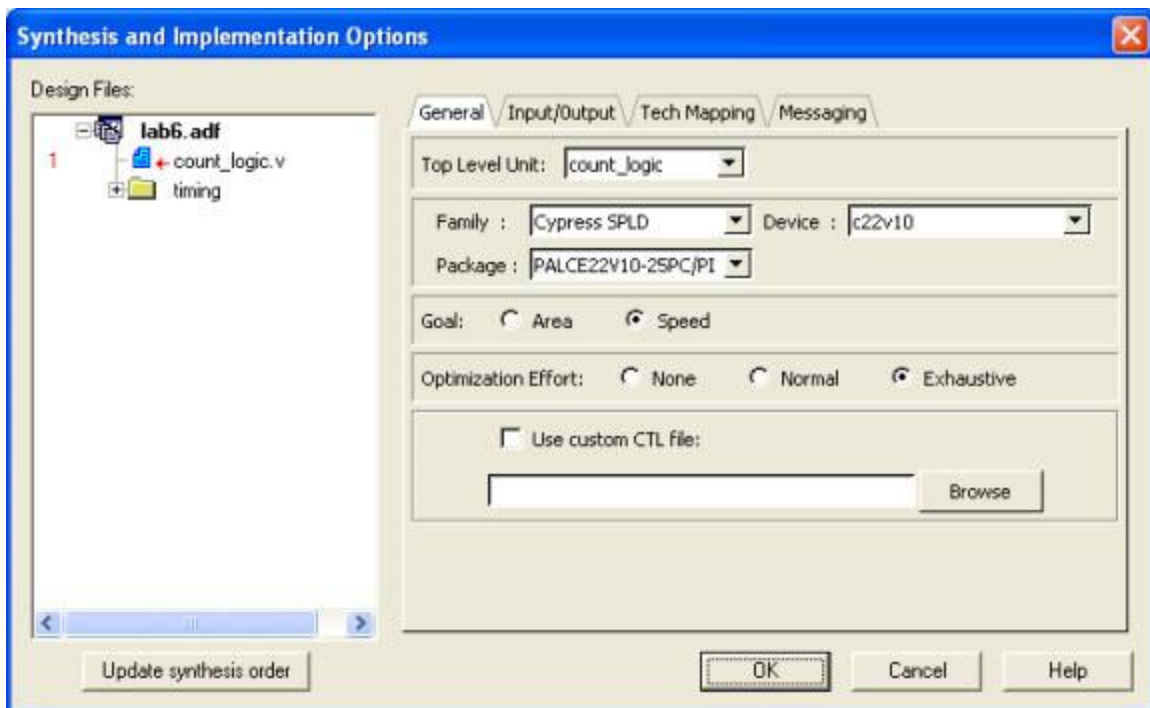 Synthesis and Implementation Options
Design Files:
lab6.adf
1 count_logic.v
timing
Update synthesis order
General Input/Output Tech Mapping Messaging
Top Level Unit: count_logic
Family : Cypress SPLD Device : c22v10
Package : PALCE22V10-25PC/PI
Goal: Area Speed
Optimization Effort: None Normal Exhaustive
Use custom CTL file:
Browse
OK Cancel Help